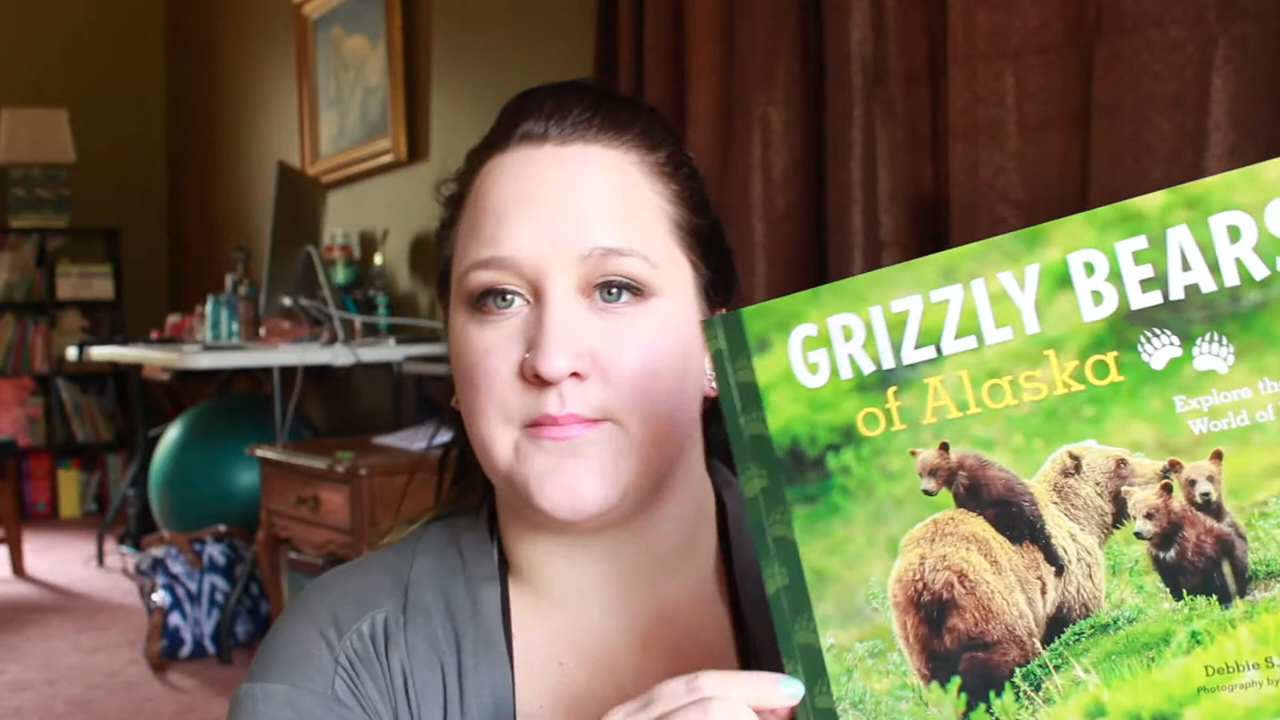 GRIZZLY BEARS
of Alaska
Explore the
World of
Debbie S.
Photography by